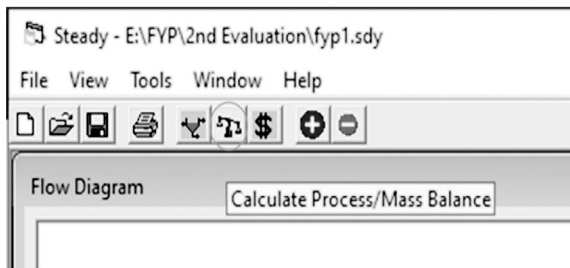 Steady - E:\FYP\2nd Evaluation\fyp1.sdy
File View Tools Window Help
$
Flow Diagram
Calculate Process/Mass Balance